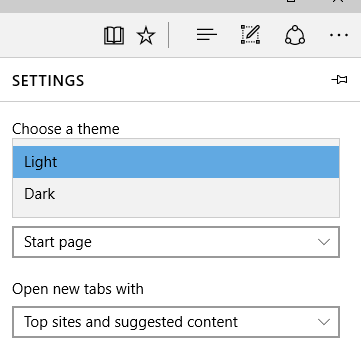 SETTINGS
Choose a theme
Light
Dark
Start page
Open new tabs with
Top sites and suggested content